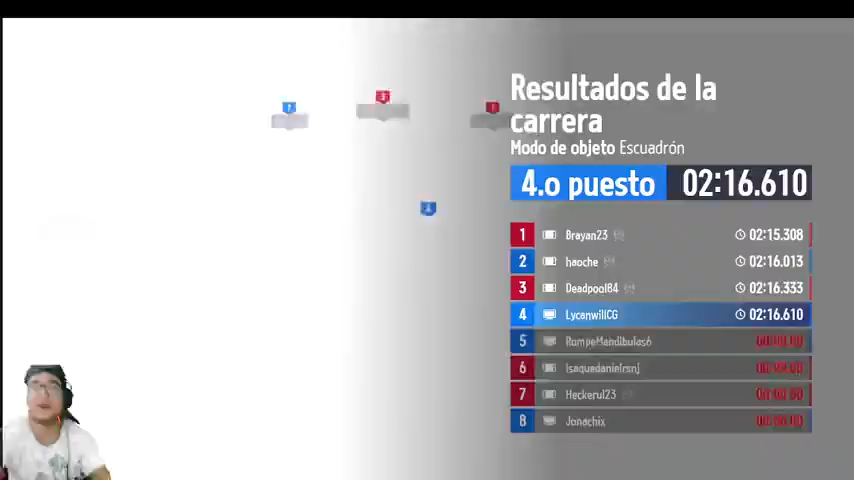 Resultados de la
carrera
Modo de objeto Escuadrón
4.o puesto 02:16.610
1 Brayan23 02:15.308
2 haoche 02:16.013
3 Deadpool84 02:16.333
4 LycanwillCG 02:16.610
5 RompeMandibulas6
6 Isaquedanielrsnj
7 Heckerul23
8 Jonachix